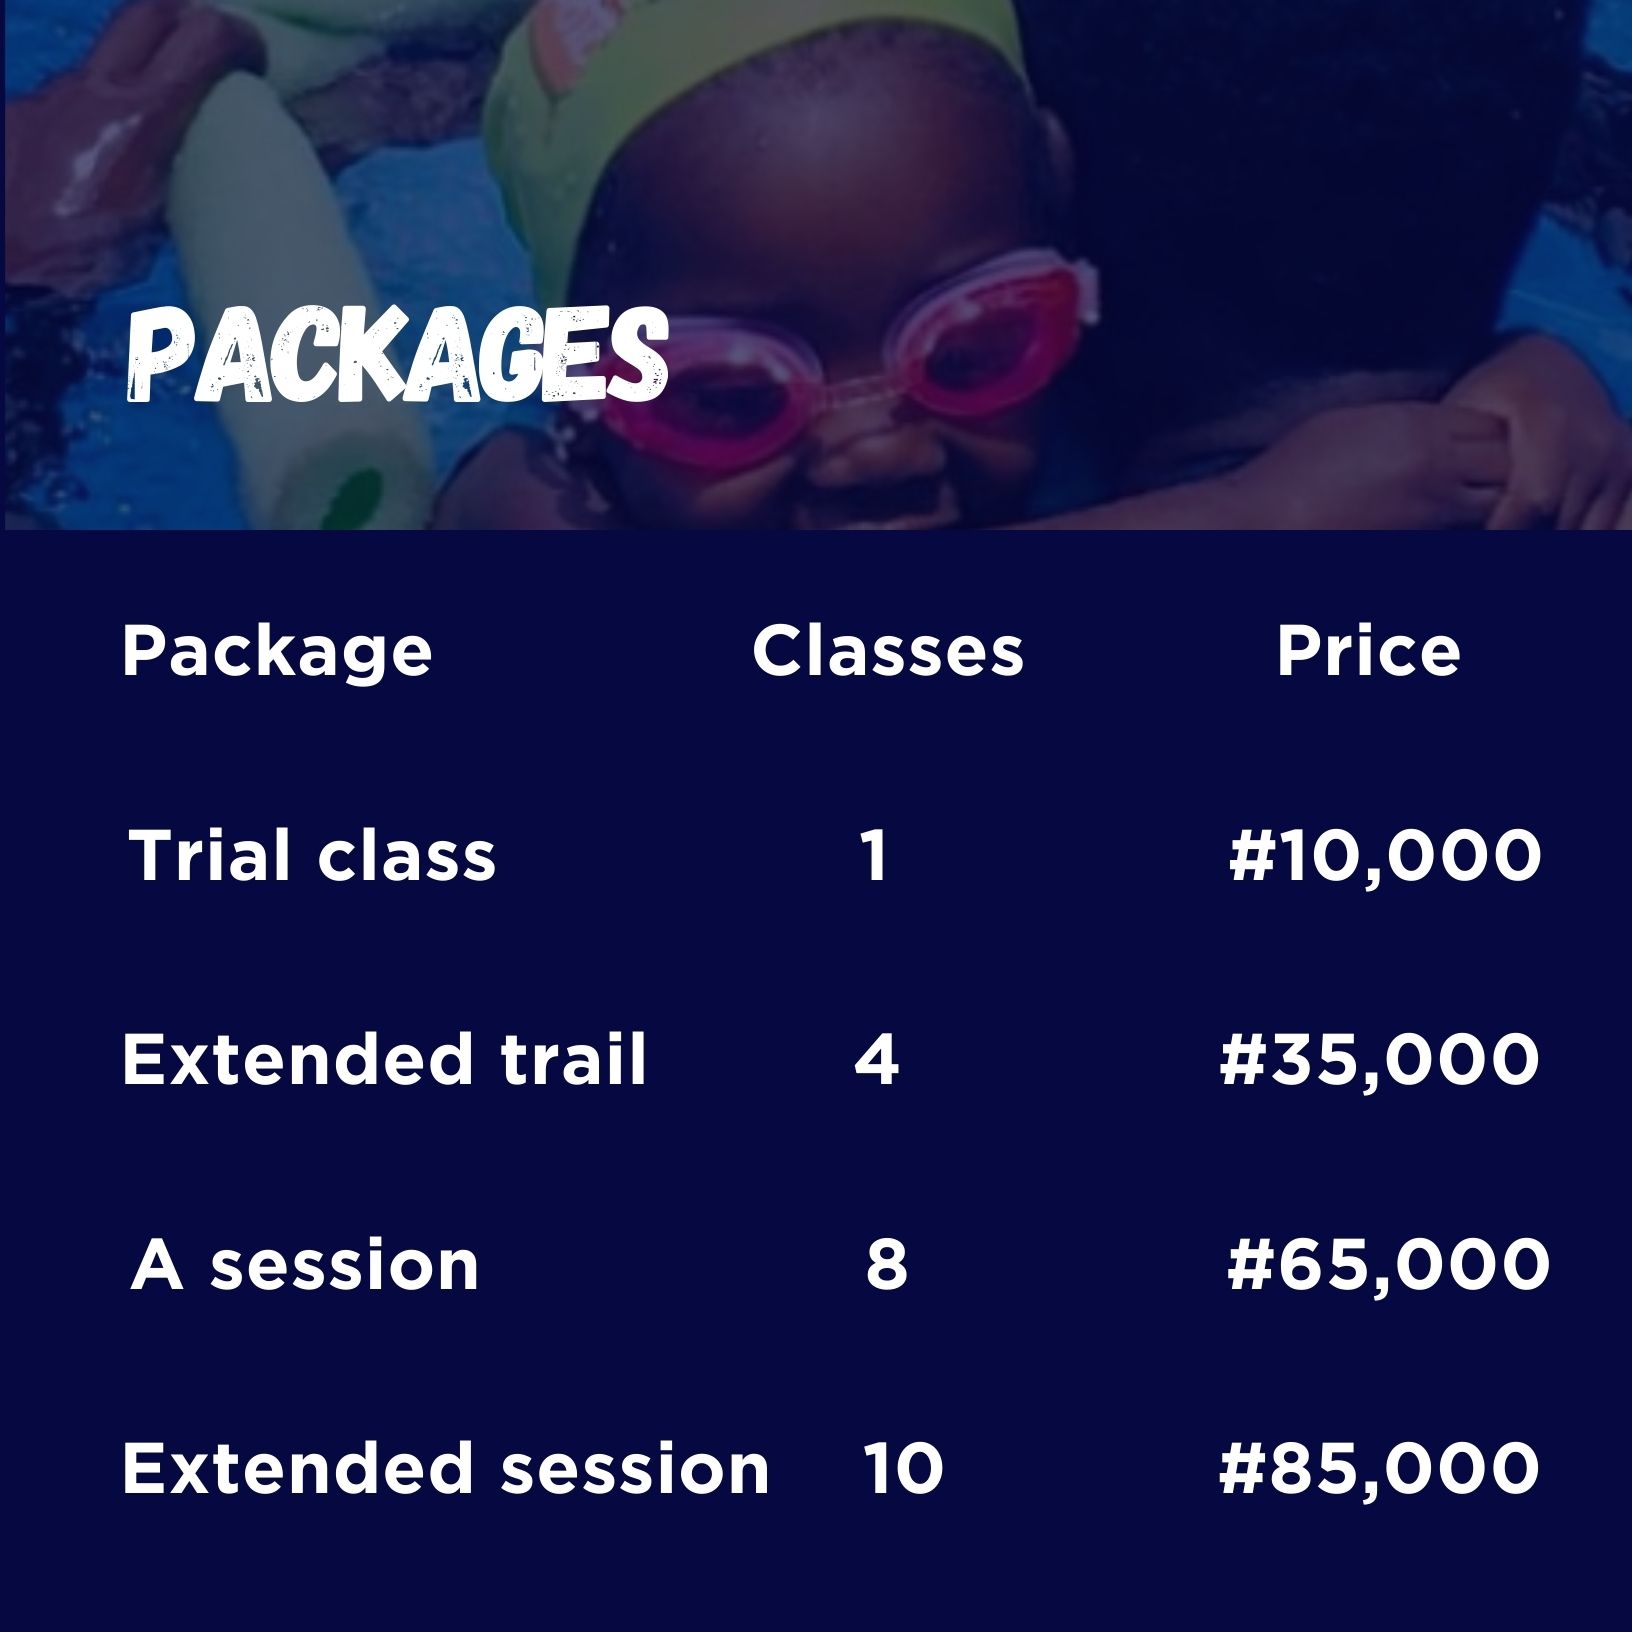 PACKAGES
Package Classes Price
Trial class 1 #10,000
Extended trail 4 #35,000
A session 8 #65,000
Extended session 10 #85,000